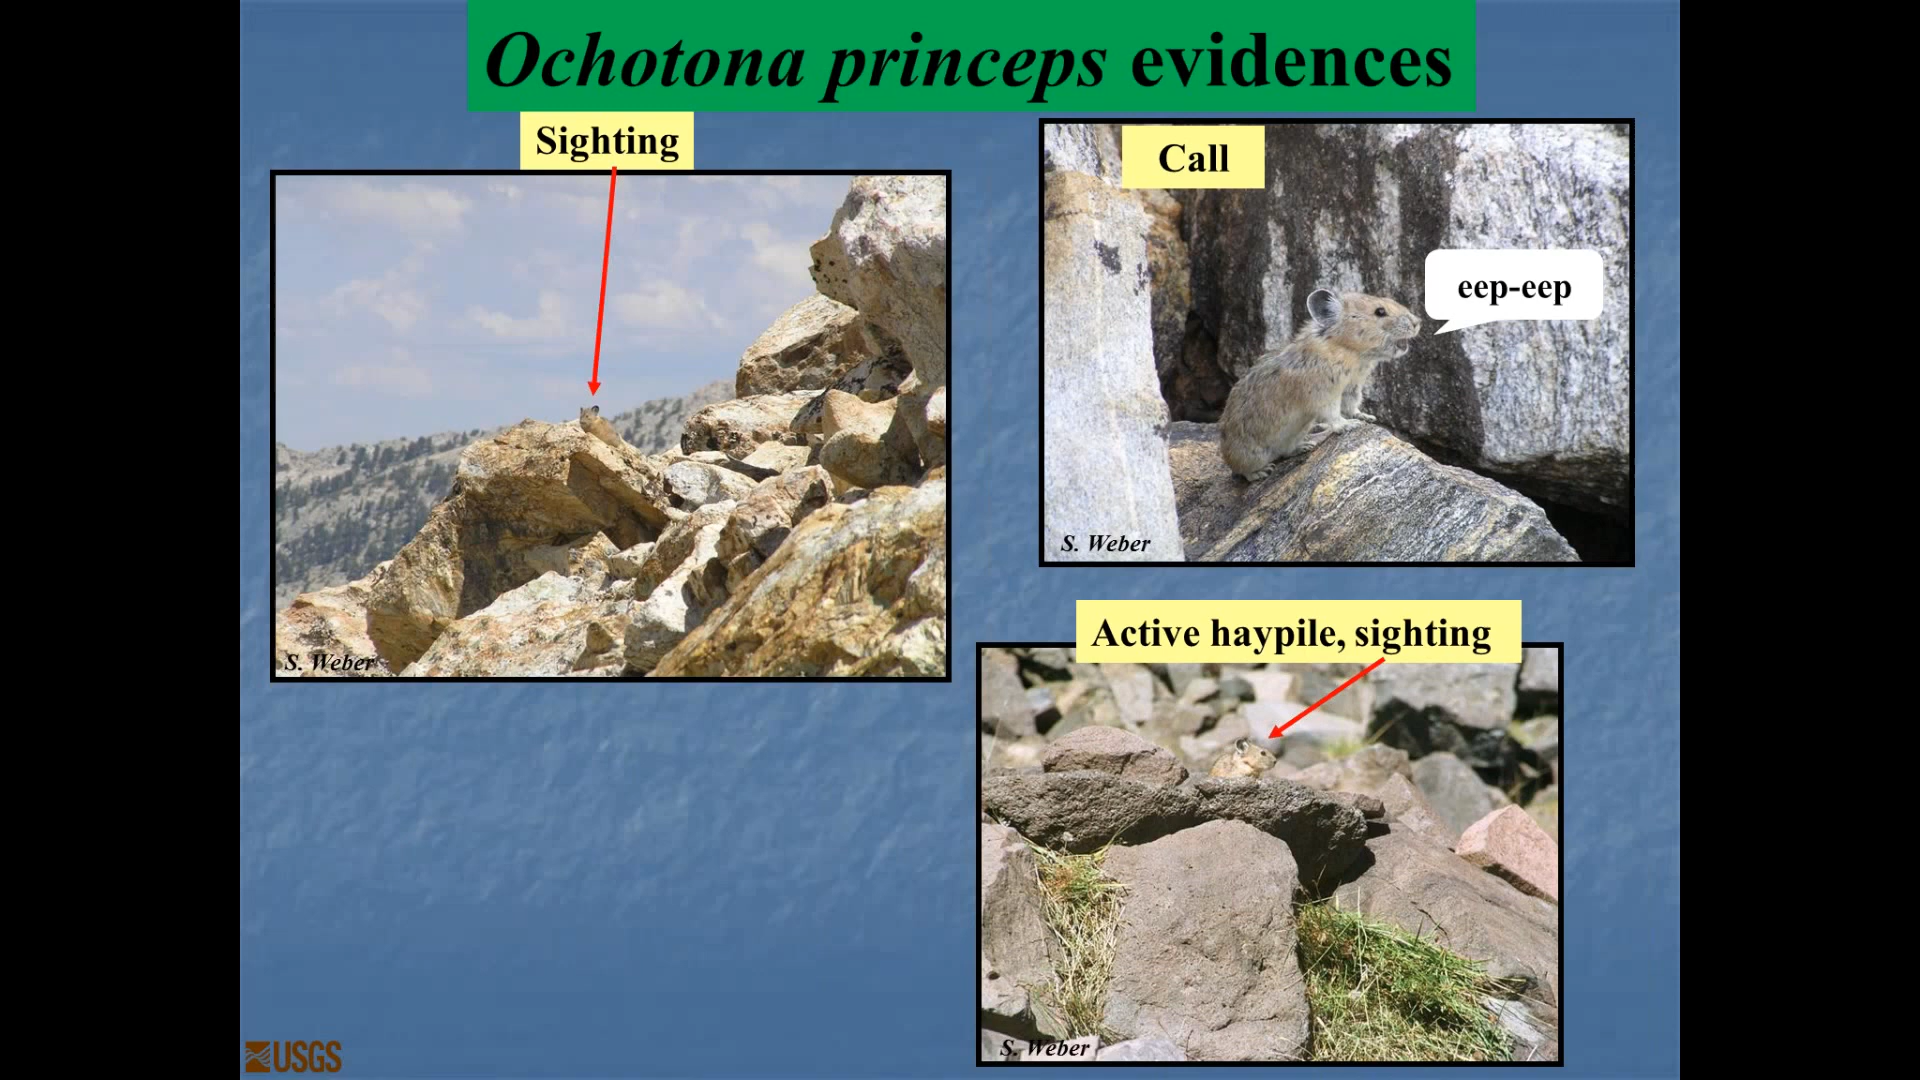 Ochotona princeps evidences
Sighting
Call
eep-eep
S. Weber
S. Weber
Active haypile, sighting
S. Weber
USGS